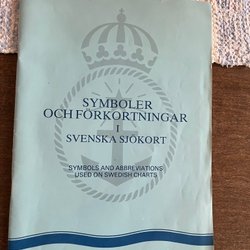 SYMBOLER
OCH FÖRKORTNINGAR
I
SVENSKA SJÖKORT
SYMBOLS AND ABBREVIATIONS
USED ON SWEDISH CHARTS